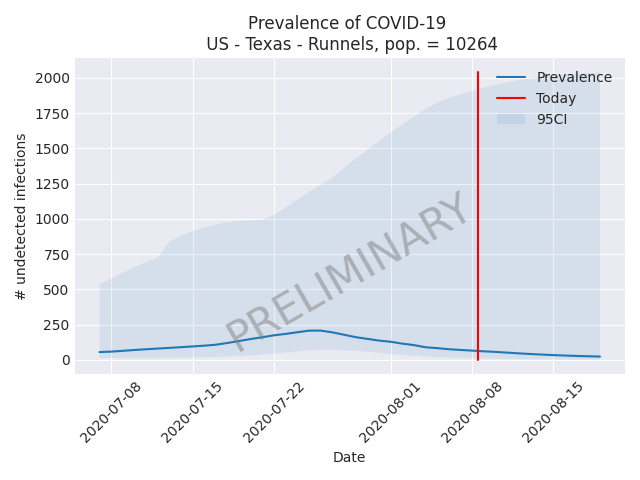 Prevalence of COVID-19
US - Texas - Runnels, pop. = 10264
Prevalence
Today
95CI
2000
1750
1500
1250
1000
750
500
250
0
# undetected infections
PRELIMINARY
2020-07-08
2020-07-15
2020-07-22
2020-08-01
2020-08-08
2020-08-15
Date